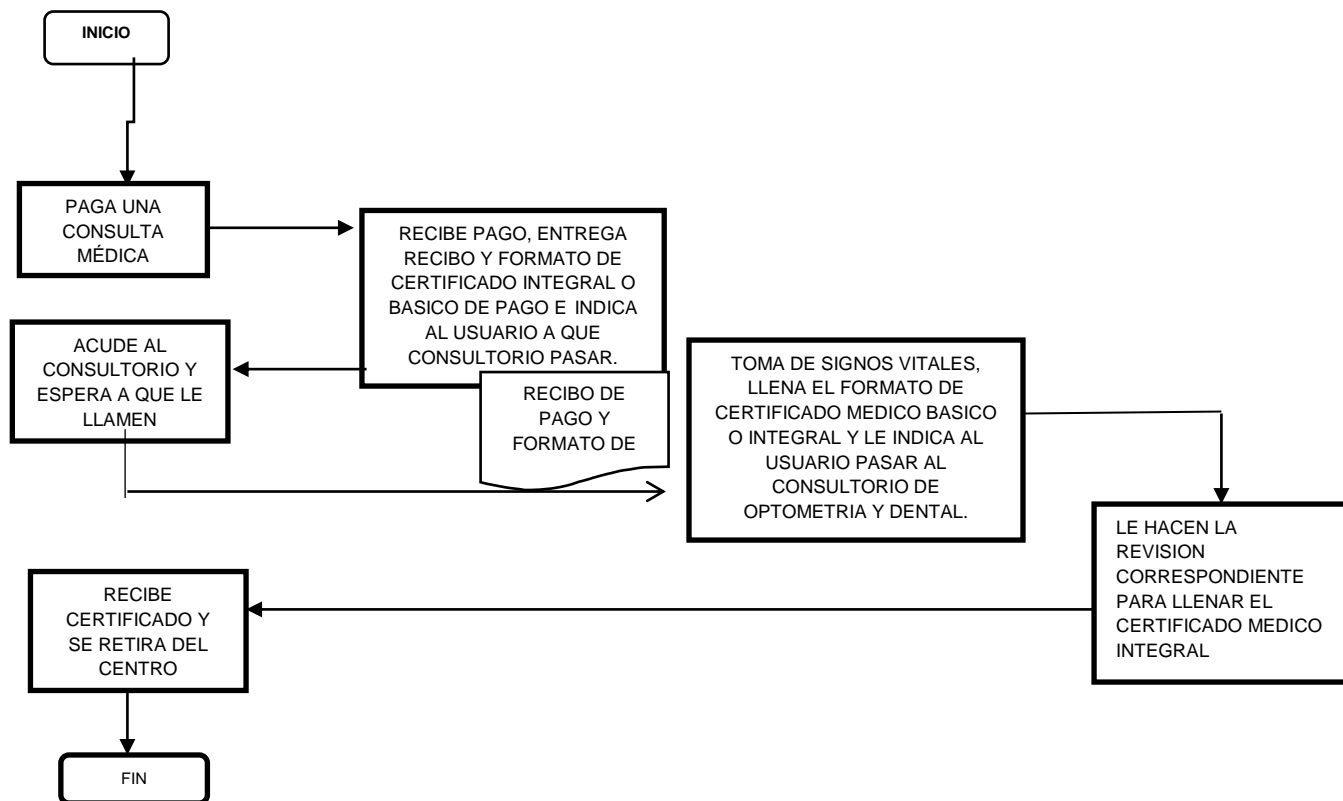 INICIO
PAGA UNA
CONSULTA
MÉDICA
RECIBE PAGO, ENTREGA
RECIBO Y FORMATO DE
CERTIFICADO INTEGRAL O
BASICO DE PAGO E INDICA
AL USUARIO A QUE
CONSULTORIO PASAR.
RECIBO DE
PAGO Y
FORMATO DE
ACUDE AL
CONSULTORIO Y
ESPERA A QUE LE
LLAMEN
TOMA DE SIGNOS VITALES,
LLENA EL FORMATO DE
CERTIFICADO MEDICO BASICO
O INTEGRAL Y LE INDICA AL
USUARIO PASAR AL
CONSULTORIO DE
OPTOMETRIA Y DENTAL.
LE HACEN LA
REVISION
CORRESPONDIENTE
PARA LLENAR EL
CERTIFICADO MEDICO
INTEGRAL
RECIBE
CERTIFICADO Y
SE RETIRA DEL
CENTRO
FIN